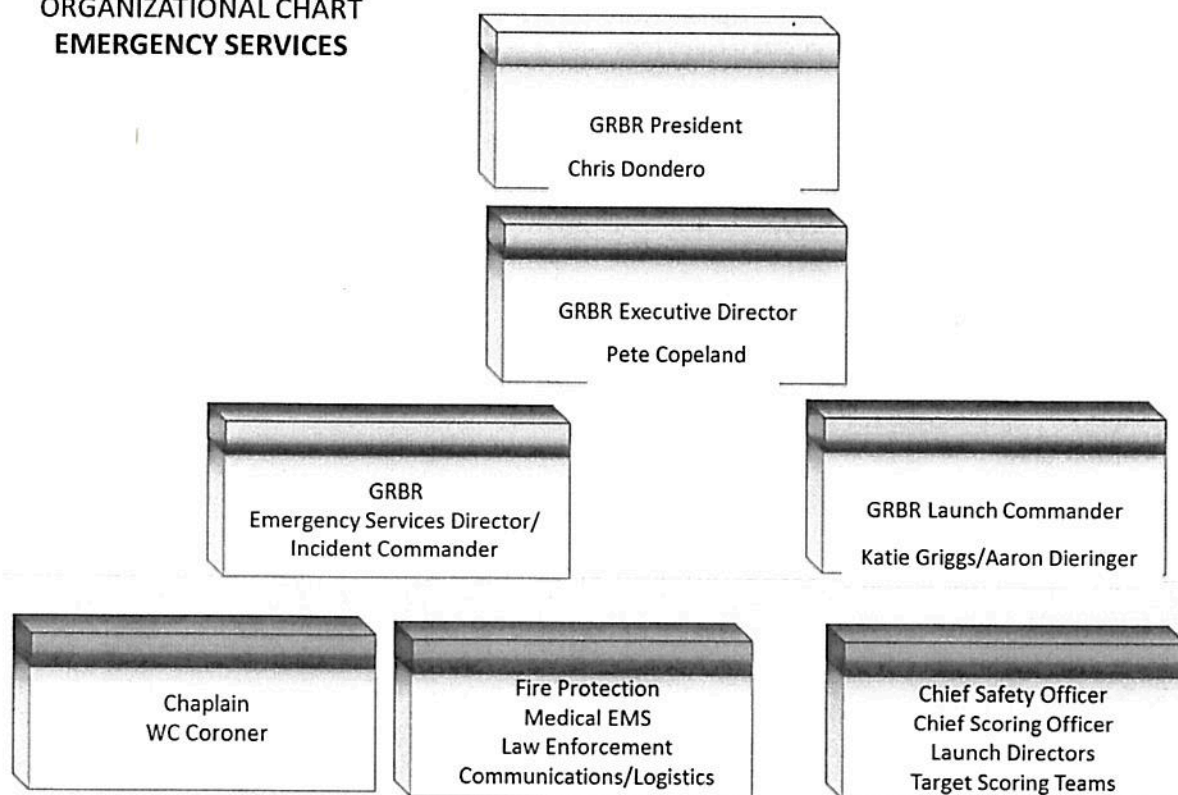 ORGANIZATIONAL CHART
EMERGENCY SERVICES
GRBR President
Chris Dondero
GRBR Executive Director
Pete Copeland
GRBR
Emergency Services Director/
Incident Commander
GRBR Launch Commander
Katie Griggs/Aaron Dieringer
Chaplain
WC Coroner
Fire Protection
Medical EMS
Law Enforcement
Communications/Logistics
Chief Safety Officer
Chief Scoring Officer
Launch Directors
Target Scoring Teams